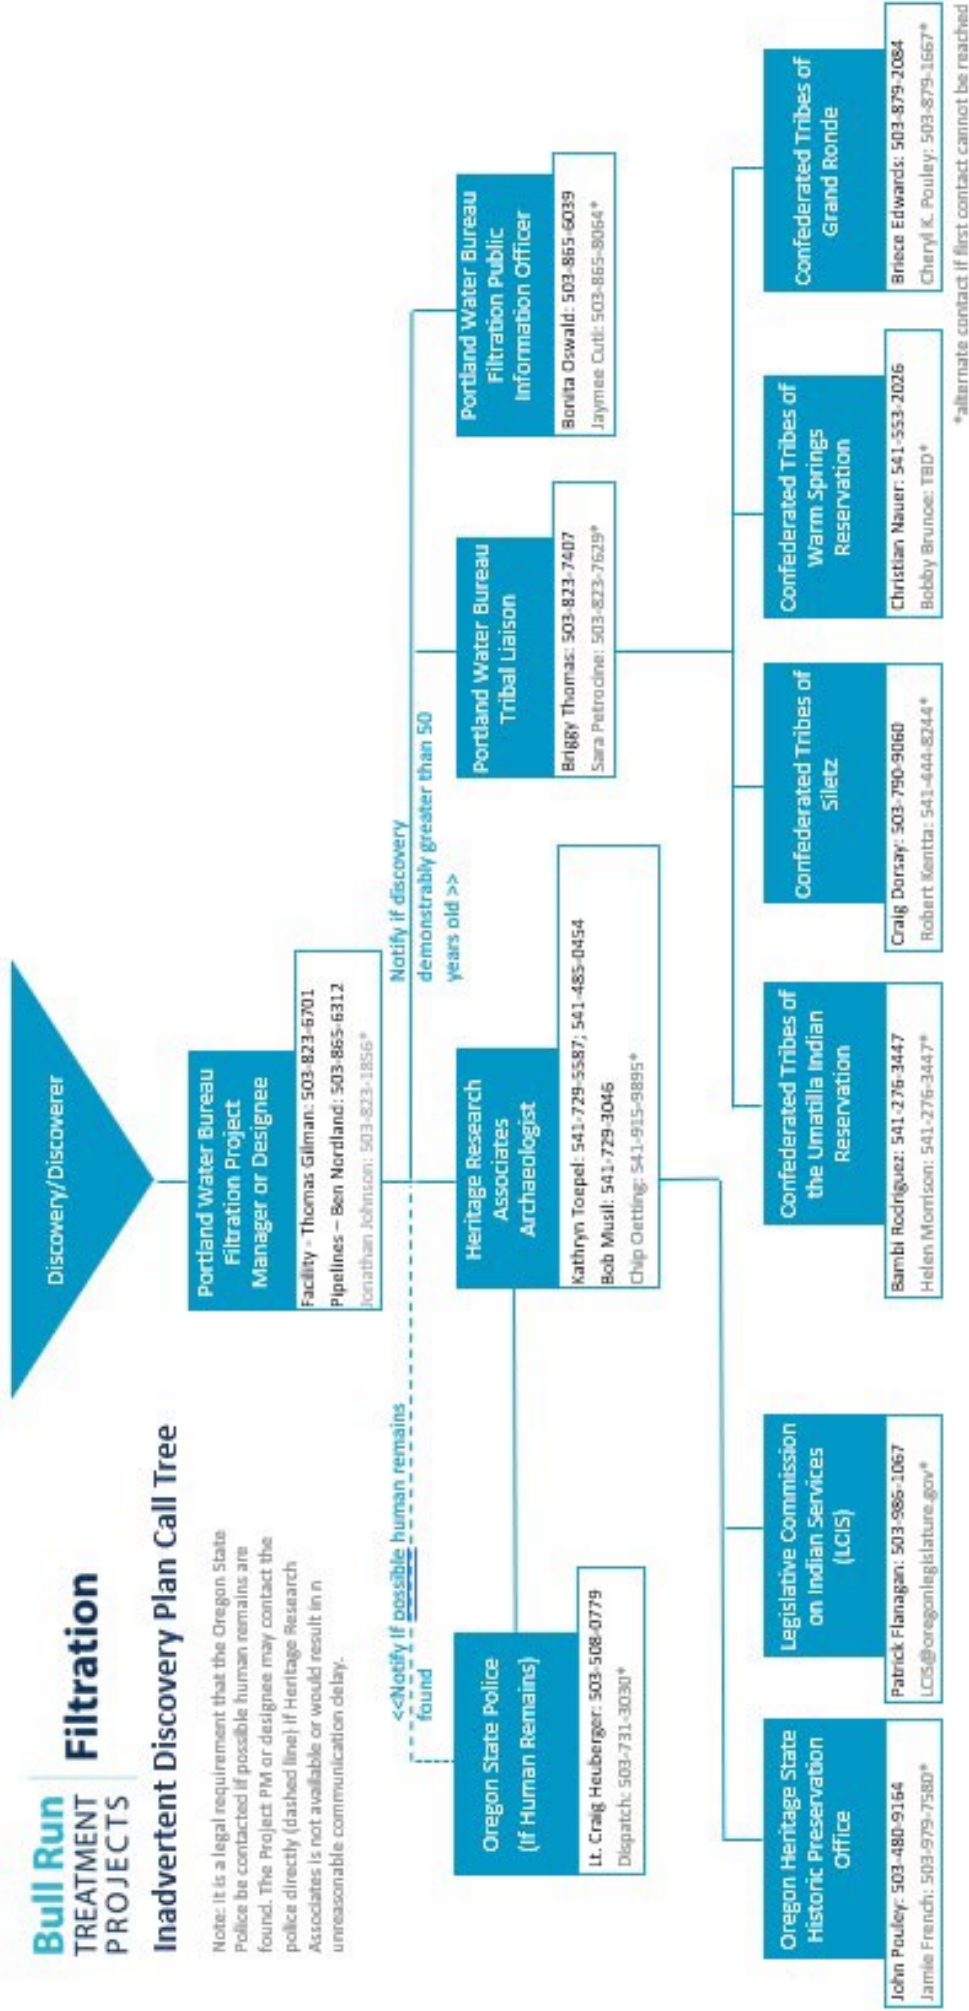 Bull Run
TREATMENT
PROJECTS
Filtration
Inadvertent Discovery Plan Call Tree
Note: It is a legal requirement that the Oregon State
Police be contacted if possible human remains are
found. The Project PM or designee may contact the
police directly (dashed line) if Heritage Research
Associates is not available or would result in n
unreasonable communication delay.
Discovery/Discoverer
Portland Water Bureau
Filtration Project
Manager or Designee
Facility - Thomas Gilman: 503-823-6701
Pipelines – Ben Nordland: 503-865-6312
Jonathan Johnson: 503-823-1856*
<<Notify if possible human remains
found
Notify if discovery
demonstrably greater than 50
years old >>
Oregon State Police
(If Human Remains)
Lt. Craig Heuberger: 503-508-0779
Dispatch: 503-731-3030*
Heritage Research
Associates
Archaeologist
Kathryn Toepel: 541-729-5587; 541-485-0454
Bob Musil: 541-729-3046
Chip Oetting: 541-915-9895*
Portland Water Bureau
Tribal Liaison
Briggy Thomas: 503-823-7407
Sara Petrocine: 503-823-7629*
Portland Water Bureau
Filtration Public
Information Officer
Bonita Oswald: 503-865-6039
Jaymee Cuti: 503-865-8064*
Oregon Heritage State
Historic Preservation
Office
John Pouley: 503-480-9164
Jamie French: 503-979-7580*
Legislative Commission
on Indian Services
(LCIS)
Patrick Flanagan: 503-986-1067
LCIS@oregonlegislature.gov*
Confederated Tribes of
the Umatilla Indian
Reservation
Bambi Rodriguez: 541-276-3447
Helen Morrison: 541-276-3447*
Confederated Tribes of
Siletz
Craig Dorsay: 503-790-9060
Robert Kentta: 541-444-8244*
Confederated Tribes of
Warm Springs
Reservation
Christian Nauer: 541-553-2026
Bobby Brunoe: TBD*
Confederated Tribes of
Grand Ronde
Briece Edwards: 503-879-2084
Cheryl K. Pouley: 503-879-1667*
*alternate contact if first contact cannot be reached